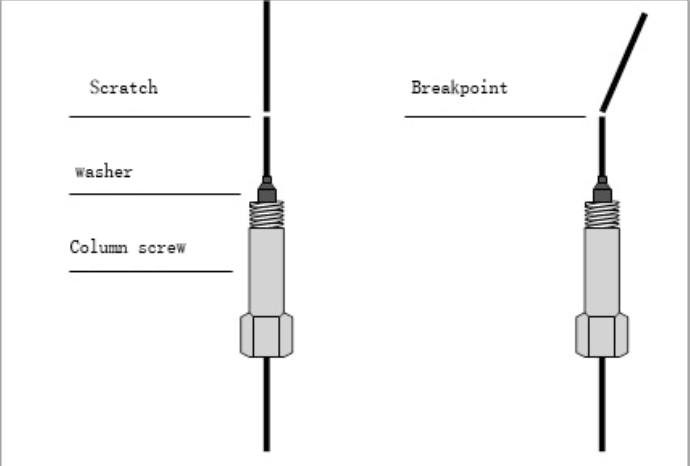 Scratch
Breakpoint
washer
Column screw